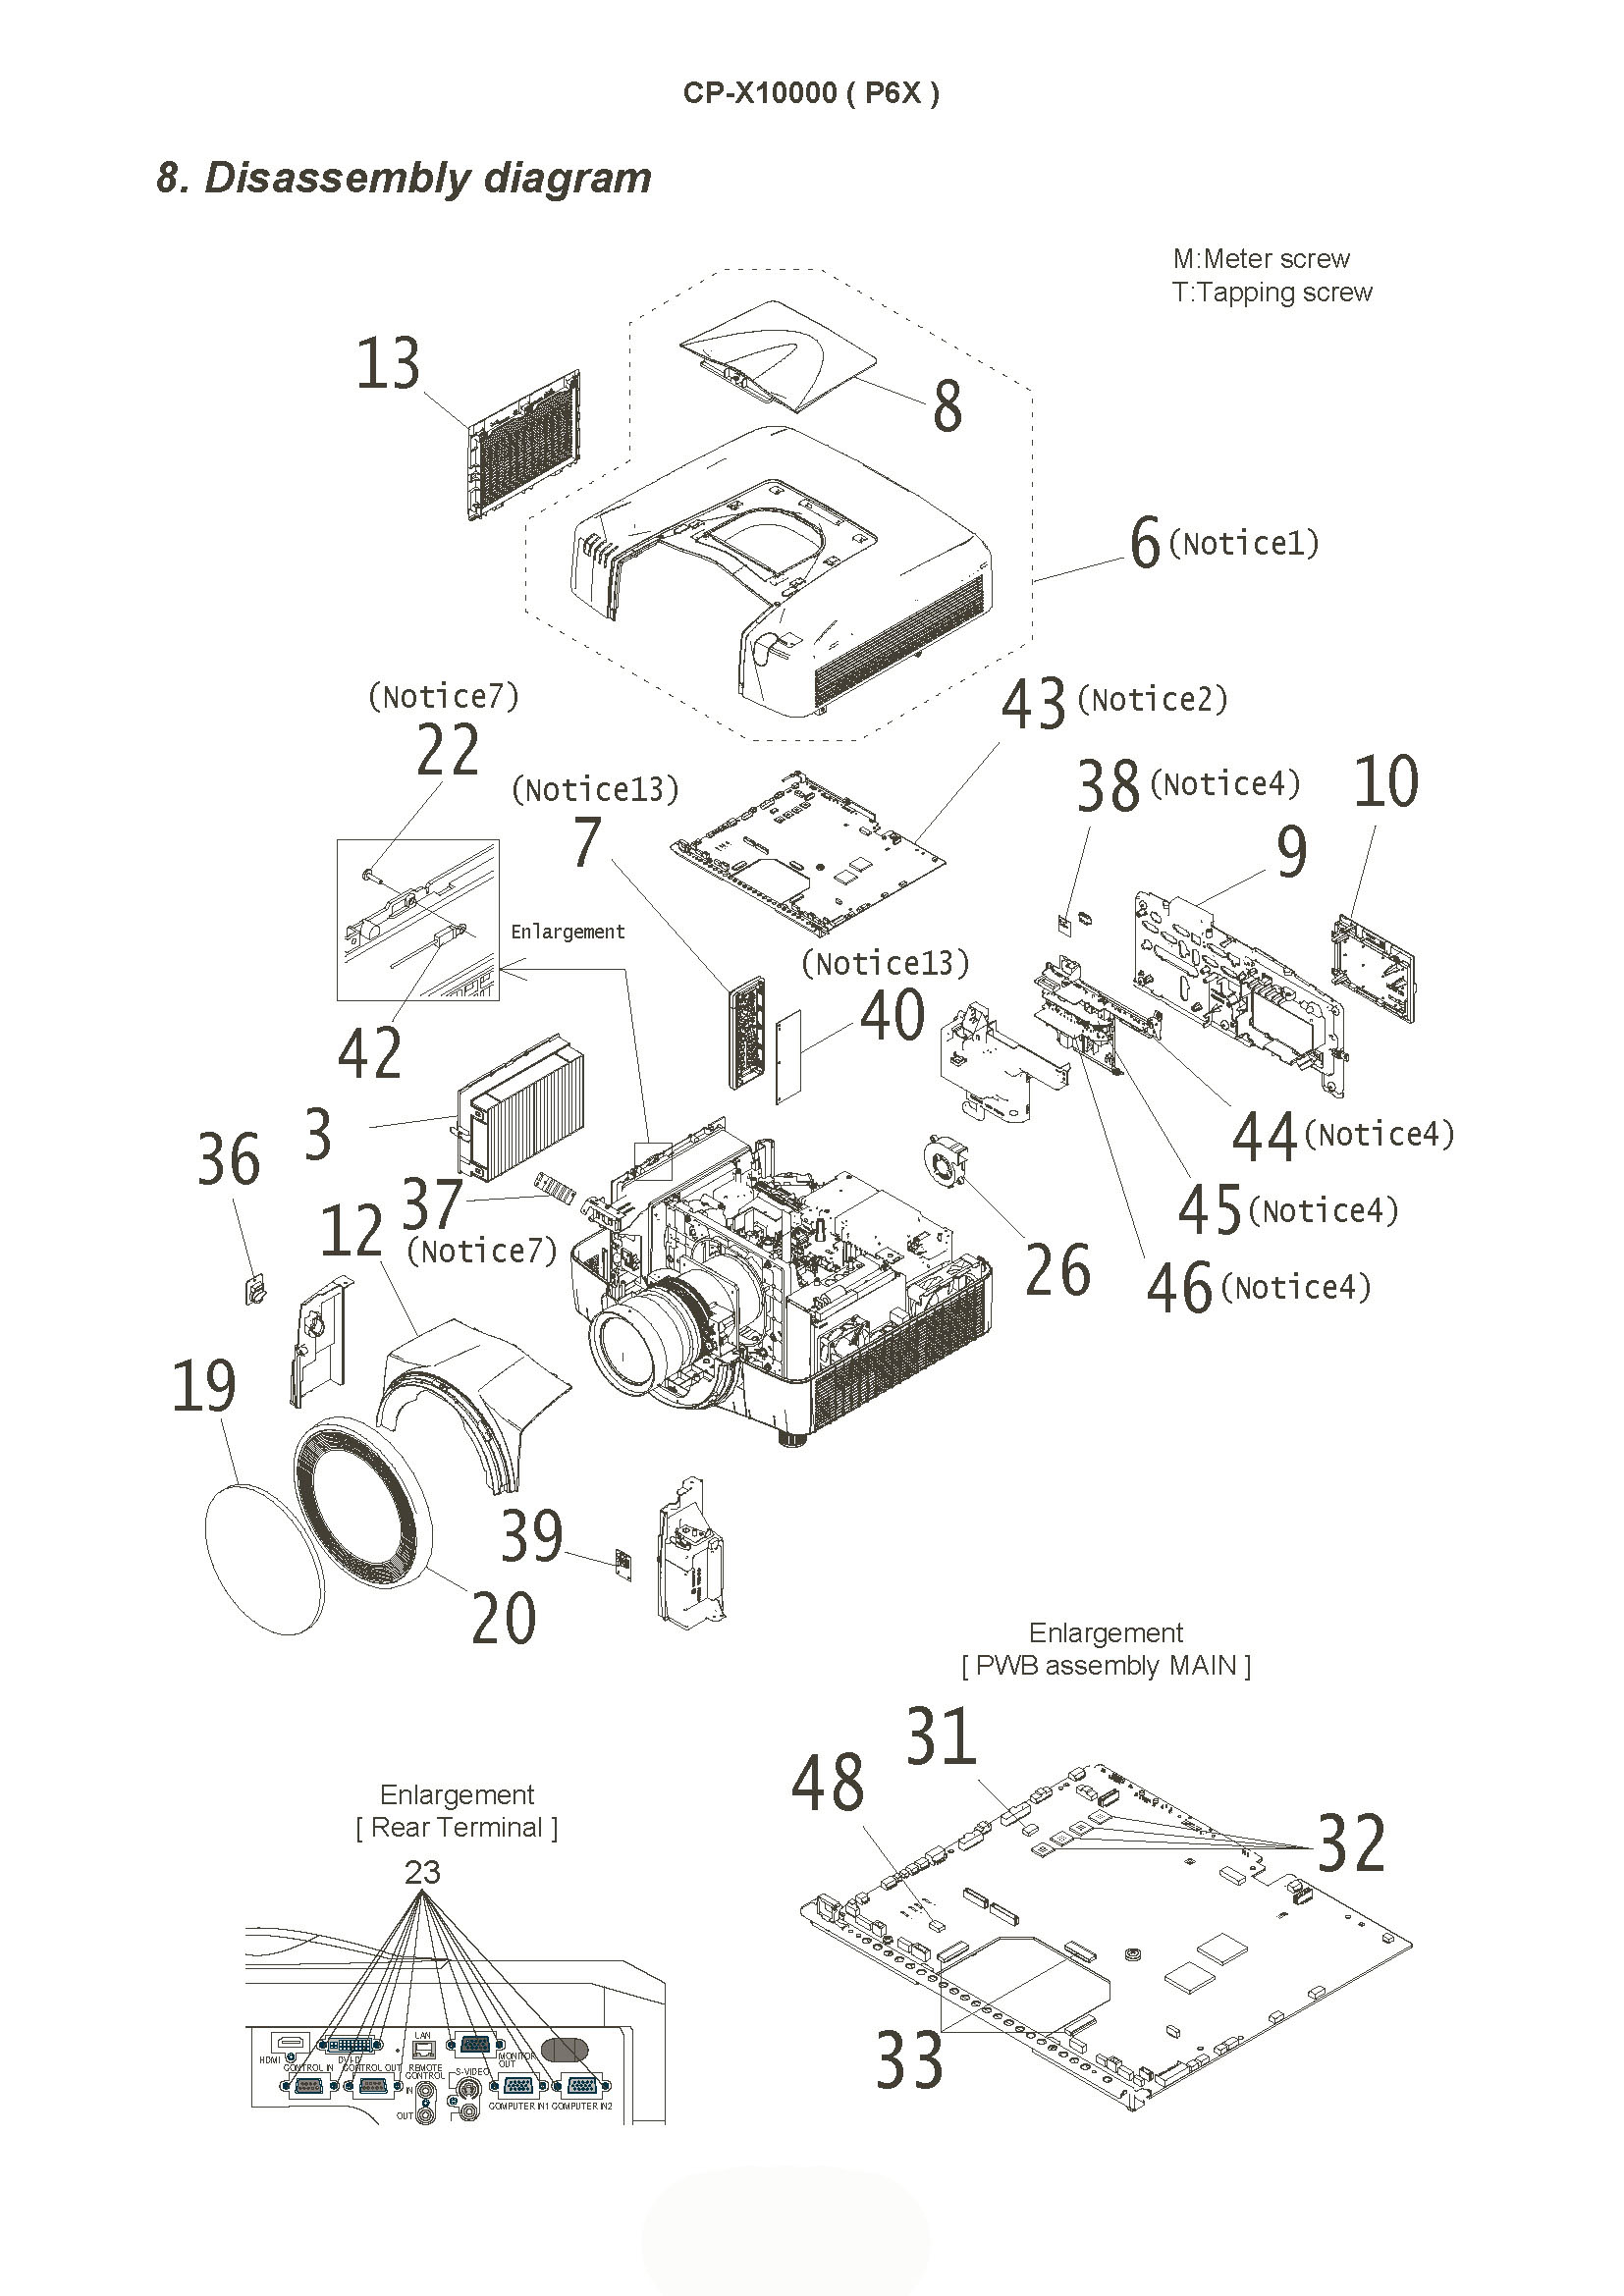 CP-X10000 ( P6X )
8. Disassembly diagram
M:Meter screw
T:Tapping screw
13
8
6 (Notice1)
(Notice7)
22
43 (Notice2)
(Notice13)
7
38 (Notice4)
10
9
Enlargement
(Notice13)
40
42
3
44 (Notice4)
36
37
(Notice7)
45 (Notice4)
12
26
46 (Notice4)
19
39
20
Enlargement
[ PWB assembly MAIN ]
31
48
32
33
Enlargement
[ Rear Terminal ]
23
HDMI
DVI-D
LAN
MONITOR
OUT
CONTROL IN
CONTROL OUT
REMOTE
CONTROL
S-VIDEO
IN
OUT
COMPUTER IN1
COMPUTER IN2